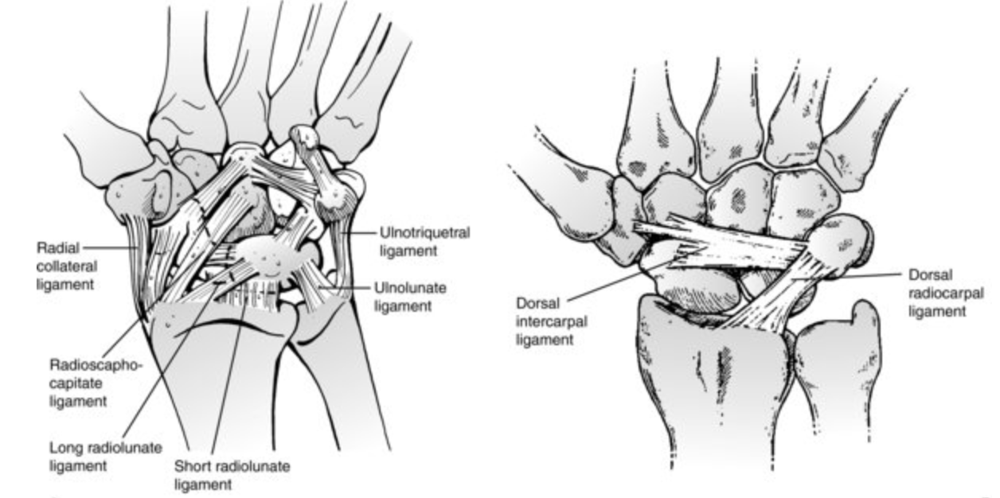 Radial
collateral
ligament
Radioscapho-
capitate
ligament
Long radiolunate
ligament
Short radiolunate
ligament
Ulnotriquetral
ligament
Ulnolunate
ligament
Dorsal
intercarpal
ligament
Dorsal
radiocarpal
ligament